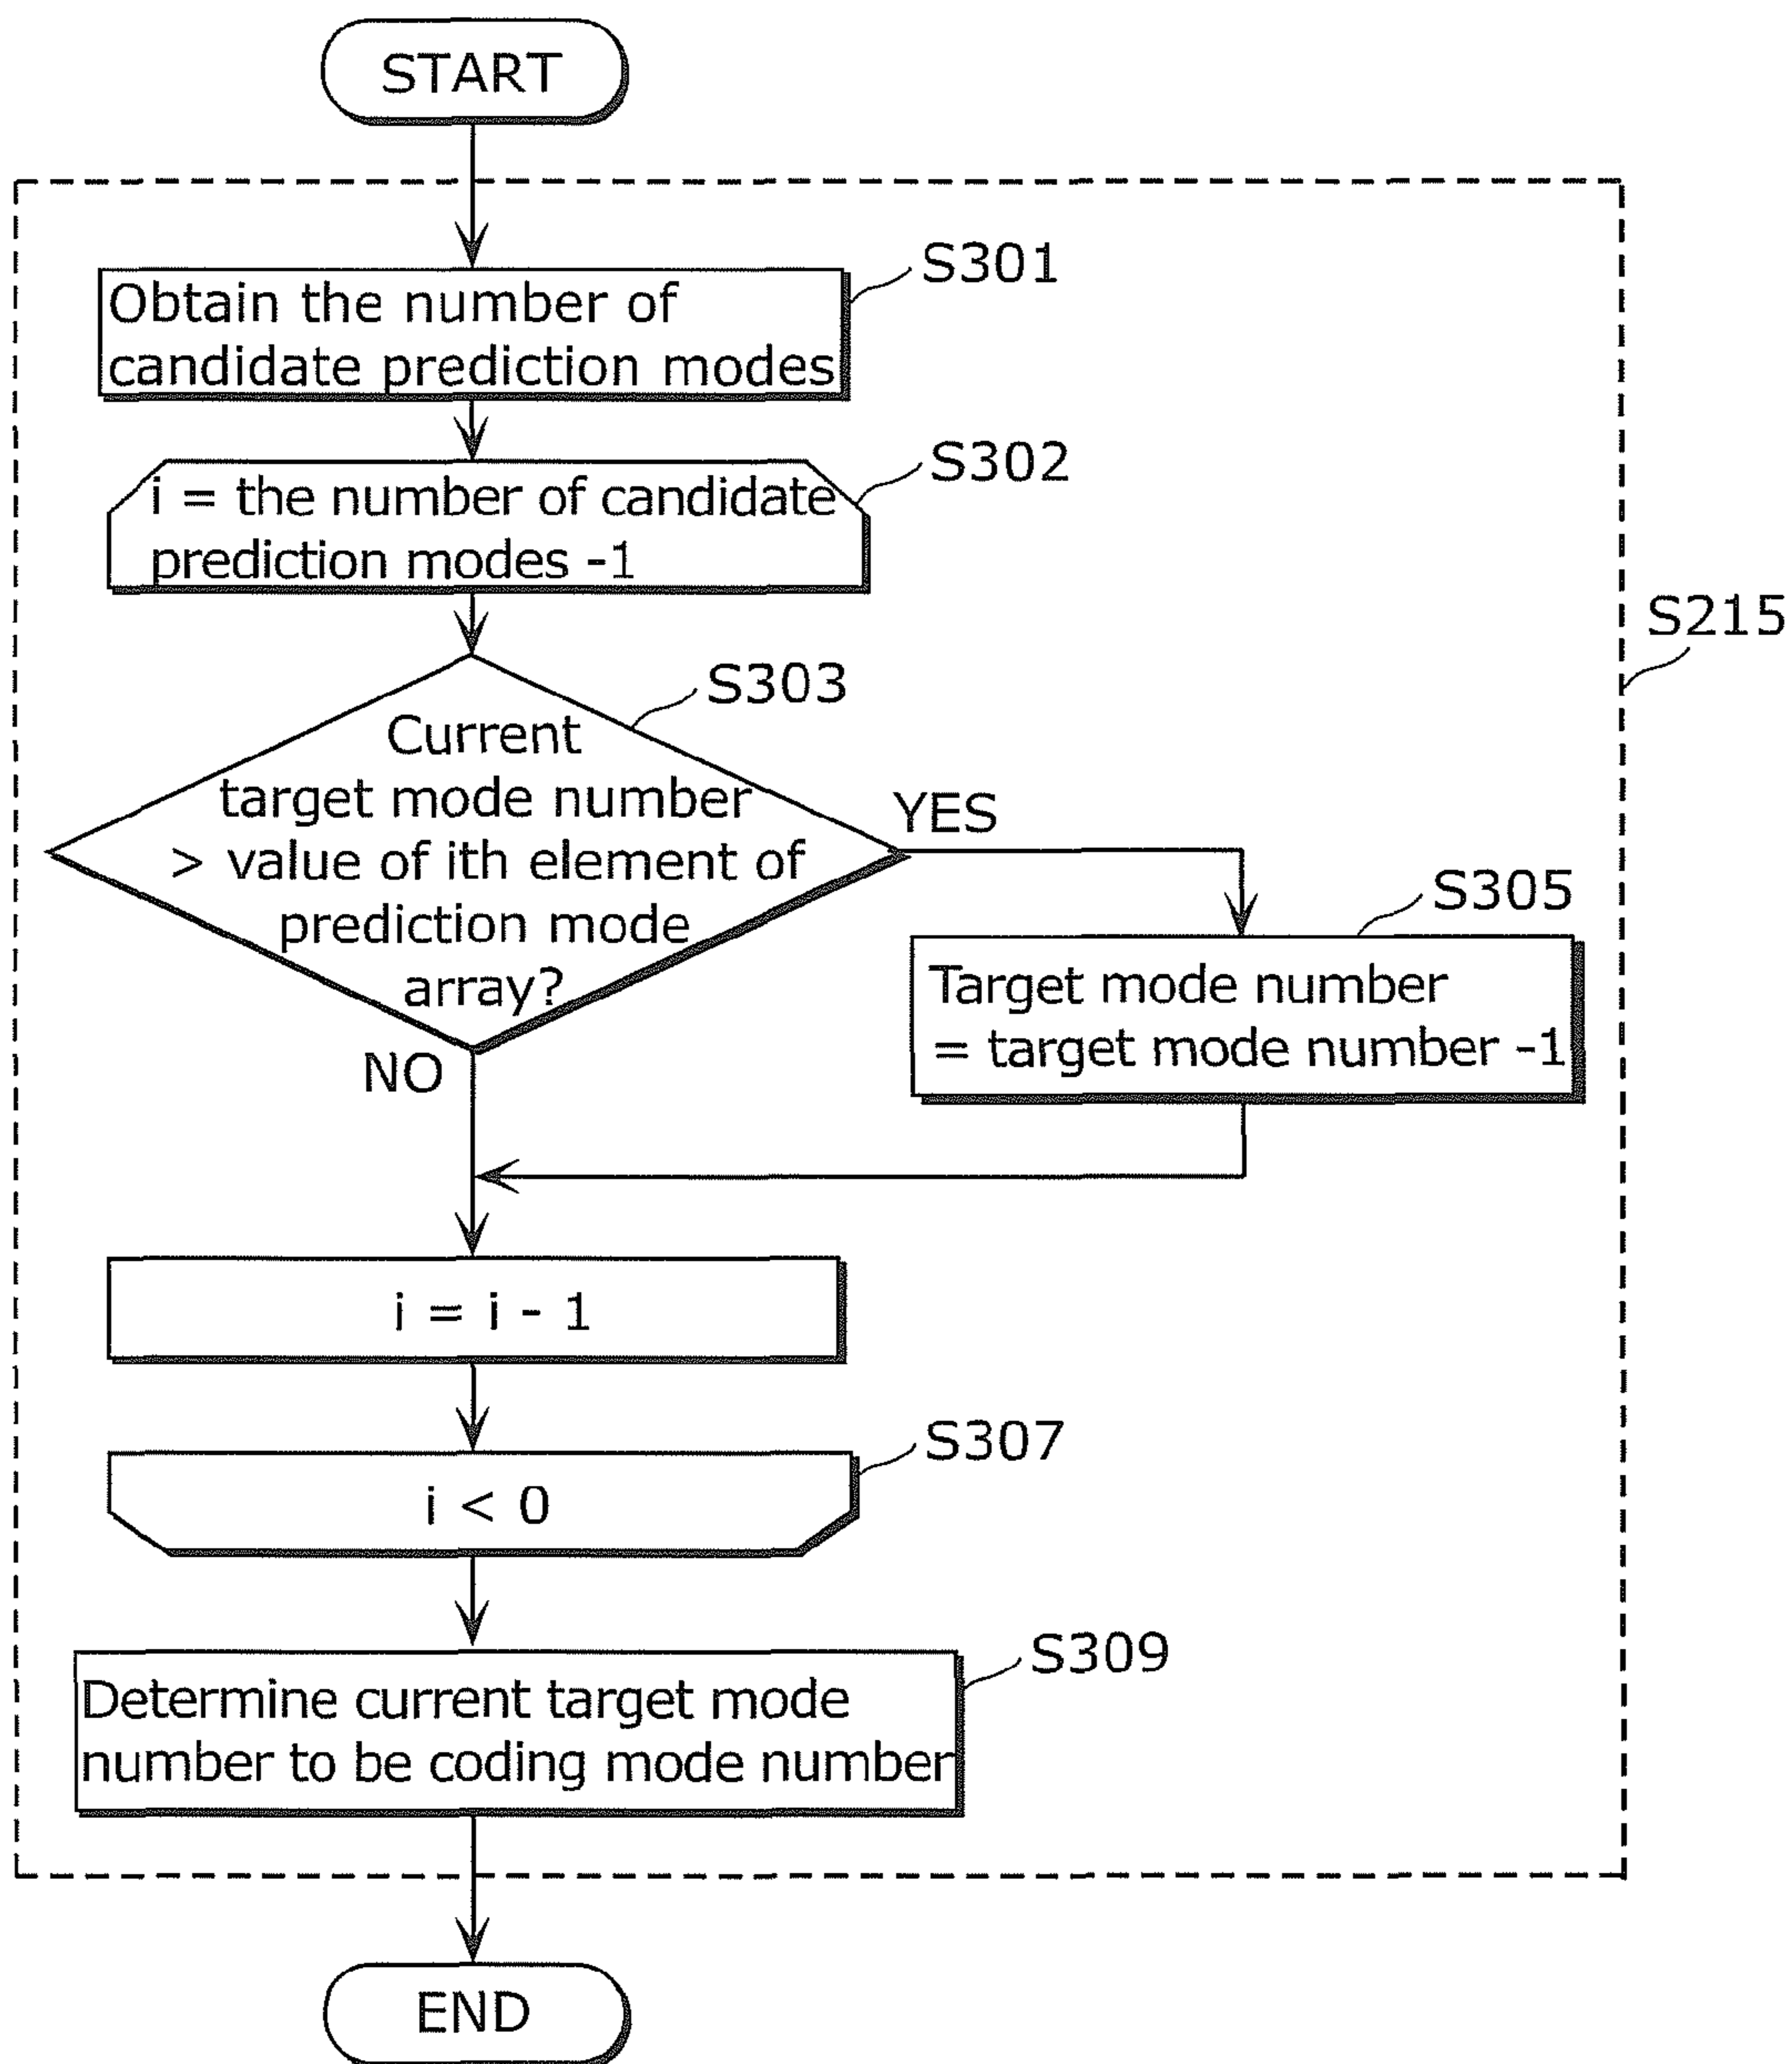 START
S301
Obtain the number of
candidate prediction modes
S302
i = the number of candidate
prediction modes -1
S215
S303
Current
target mode number
> value of ith element of
prediction mode
array?
YES
NO
S305
Target mode number
= target mode number -1
i = i - 1
S307
i < 0
S309
Determine current target mode
number to be coding mode number
END